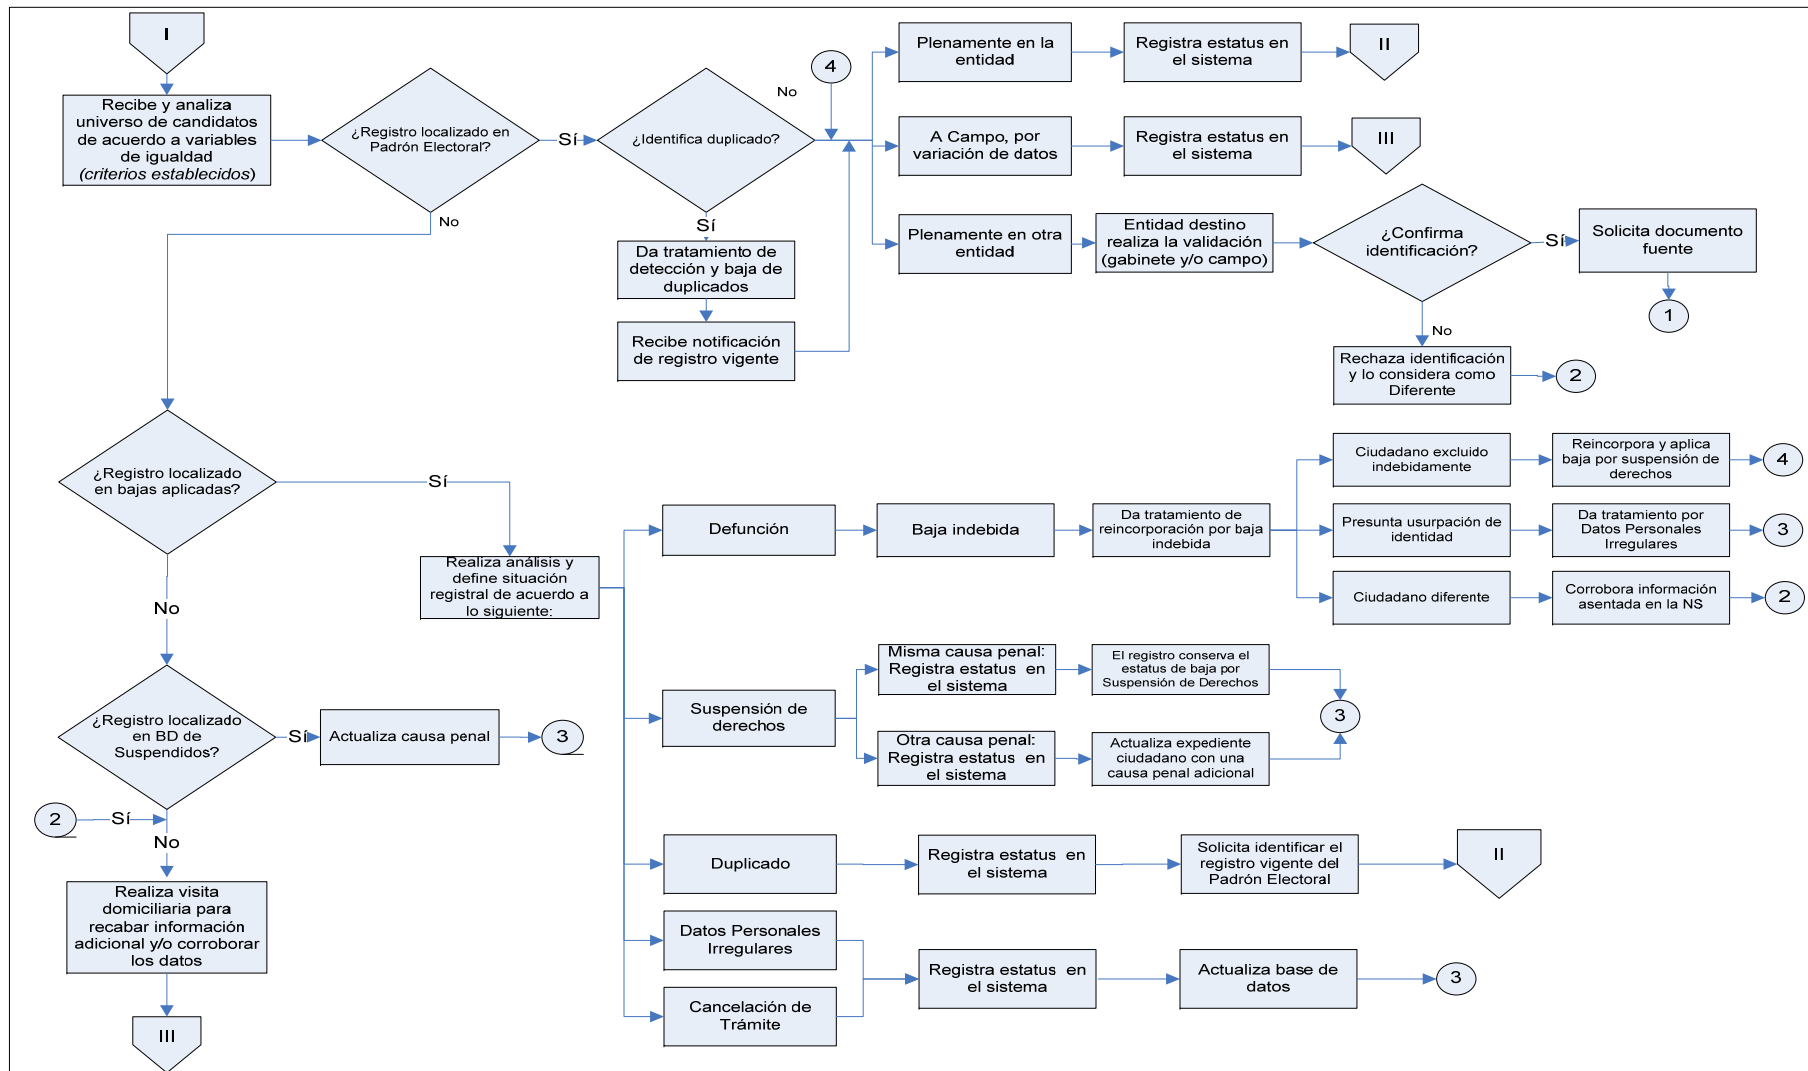 I
Recibe y analiza
universo de candidatos
de acuerdo a variables
de igualdad
(criterios establecidos)
¿Registro localizado en
Padrón Electoral?
Sí
No
¿Identifica duplicado?
No
4
Sí
Da tratamiento de
detección y baja de
duplicados
Recibe notificación
de registro vigente
Plenamente en la
entidad
Registra estatus en
el sistema
II
A Campo, por
variación de datos
Registra estatus en
el sistema
III
Plenamente en otra
entidad
Entidad destino
realiza la validación
(gabinete y/o campo)
¿Confirma
identificación?
Sí
Solicita documento
fuente
1
No
Rechaza identificación
y lo considera como
Diferente
2
¿Registro localizado
en bajas aplicadas?
Sí
No
Realiza análisis y
define situación
registral de acuerdo a
lo siguiente:
Defunción
Baja indebida
Da tratamiento de
reincorporación por baja
indebida
Ciudadano excluido
indebidamente
Reincorpora y aplica
baja por suspensión de
derechos
4
Presunta usurpación de
identidad
Da tratamiento por
Datos Personales
Irregulares
3
Ciudadano diferente
Corrobora información
asentada en la NS
2
Suspensión de
derechos
Misma causa penal:
Registra estatus en
el sistema
El registro conserva el
estatus de baja por
Suspensión de Derechos
3
Otra causa penal:
Registra estatus en
el sistema
Actualiza expediente
ciudadano con una
causa penal adicional
¿Registro localizado
en BD de
Suspendidos?
Sí
Actualiza causa penal
3
2
Sí
No
Realiza visita
domiciliaria para
recabar información
adicional y/o corroborar
los datos
III
Duplicado
Registra estatus en
el sistema
Solicita identificar el
registro vigente del
Padrón Electoral
II
Datos Personales
Irregulares
Cancelación de
Trámite
Registra estatus en
el sistema
Actualiza base de
datos
3